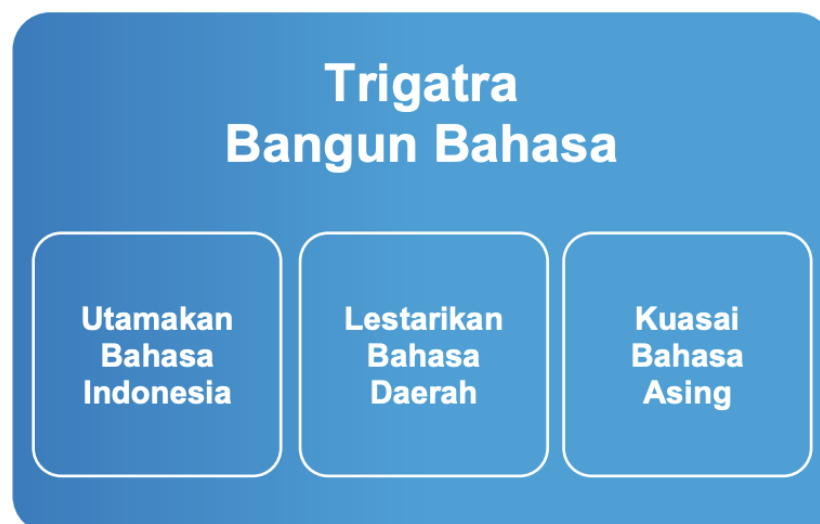 Trigatra
Bangun Bahasa
Utamakan
Bahasa
Indonesia
Lestarikan
Bahasa
Daerah
Kuasai
Bahasa
Asing